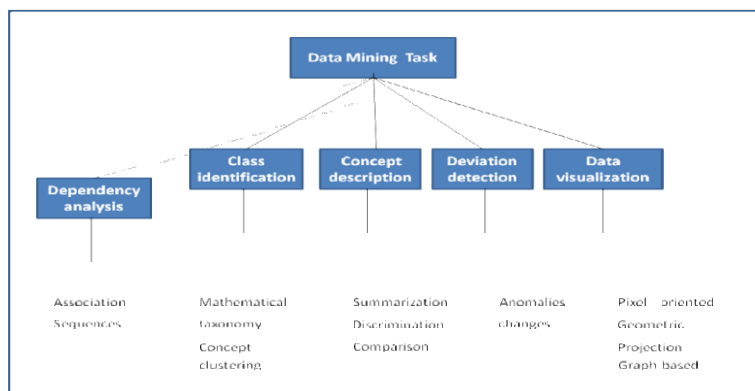 Data Mining Task
Class
identification
Concept
description
Deviation
detection
Data
visualization
Dependency
analysis
Association
Sequences
Mathematical
taxonomy
Concept
clustering
Summarization
Discrimination
Comparison
Anomalies
changes
Pixel oriented
Geometric
Projection
Graph based